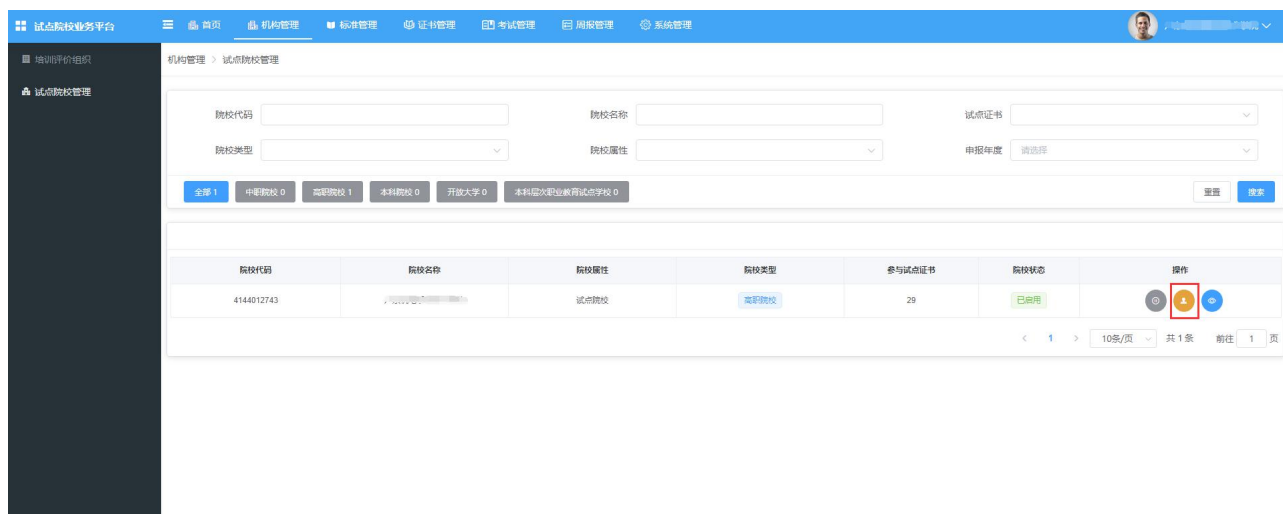 试点院校业务平台 首页 机构管理 标准管理 证书管理 考试管理 周报管理 系统管理
培训评价组织
试点院校管理
机构管理 > 试点院校管理
院校代码 院校名称 试点证书
院校类型 院校属性 申报年度 请选择
全部 1 中职院校 0 高职院校 1 本科院校 0 开放大学 0 本科层次职业教育试点学校 0 重置 搜索
院校代码 院校名称 院校属性 院校类型 参与试点证书 院校状态 操作
4144012743 试点院校 高职院校 29 已启用
< 1 > 10条/页 共 1 条 前往 1 页